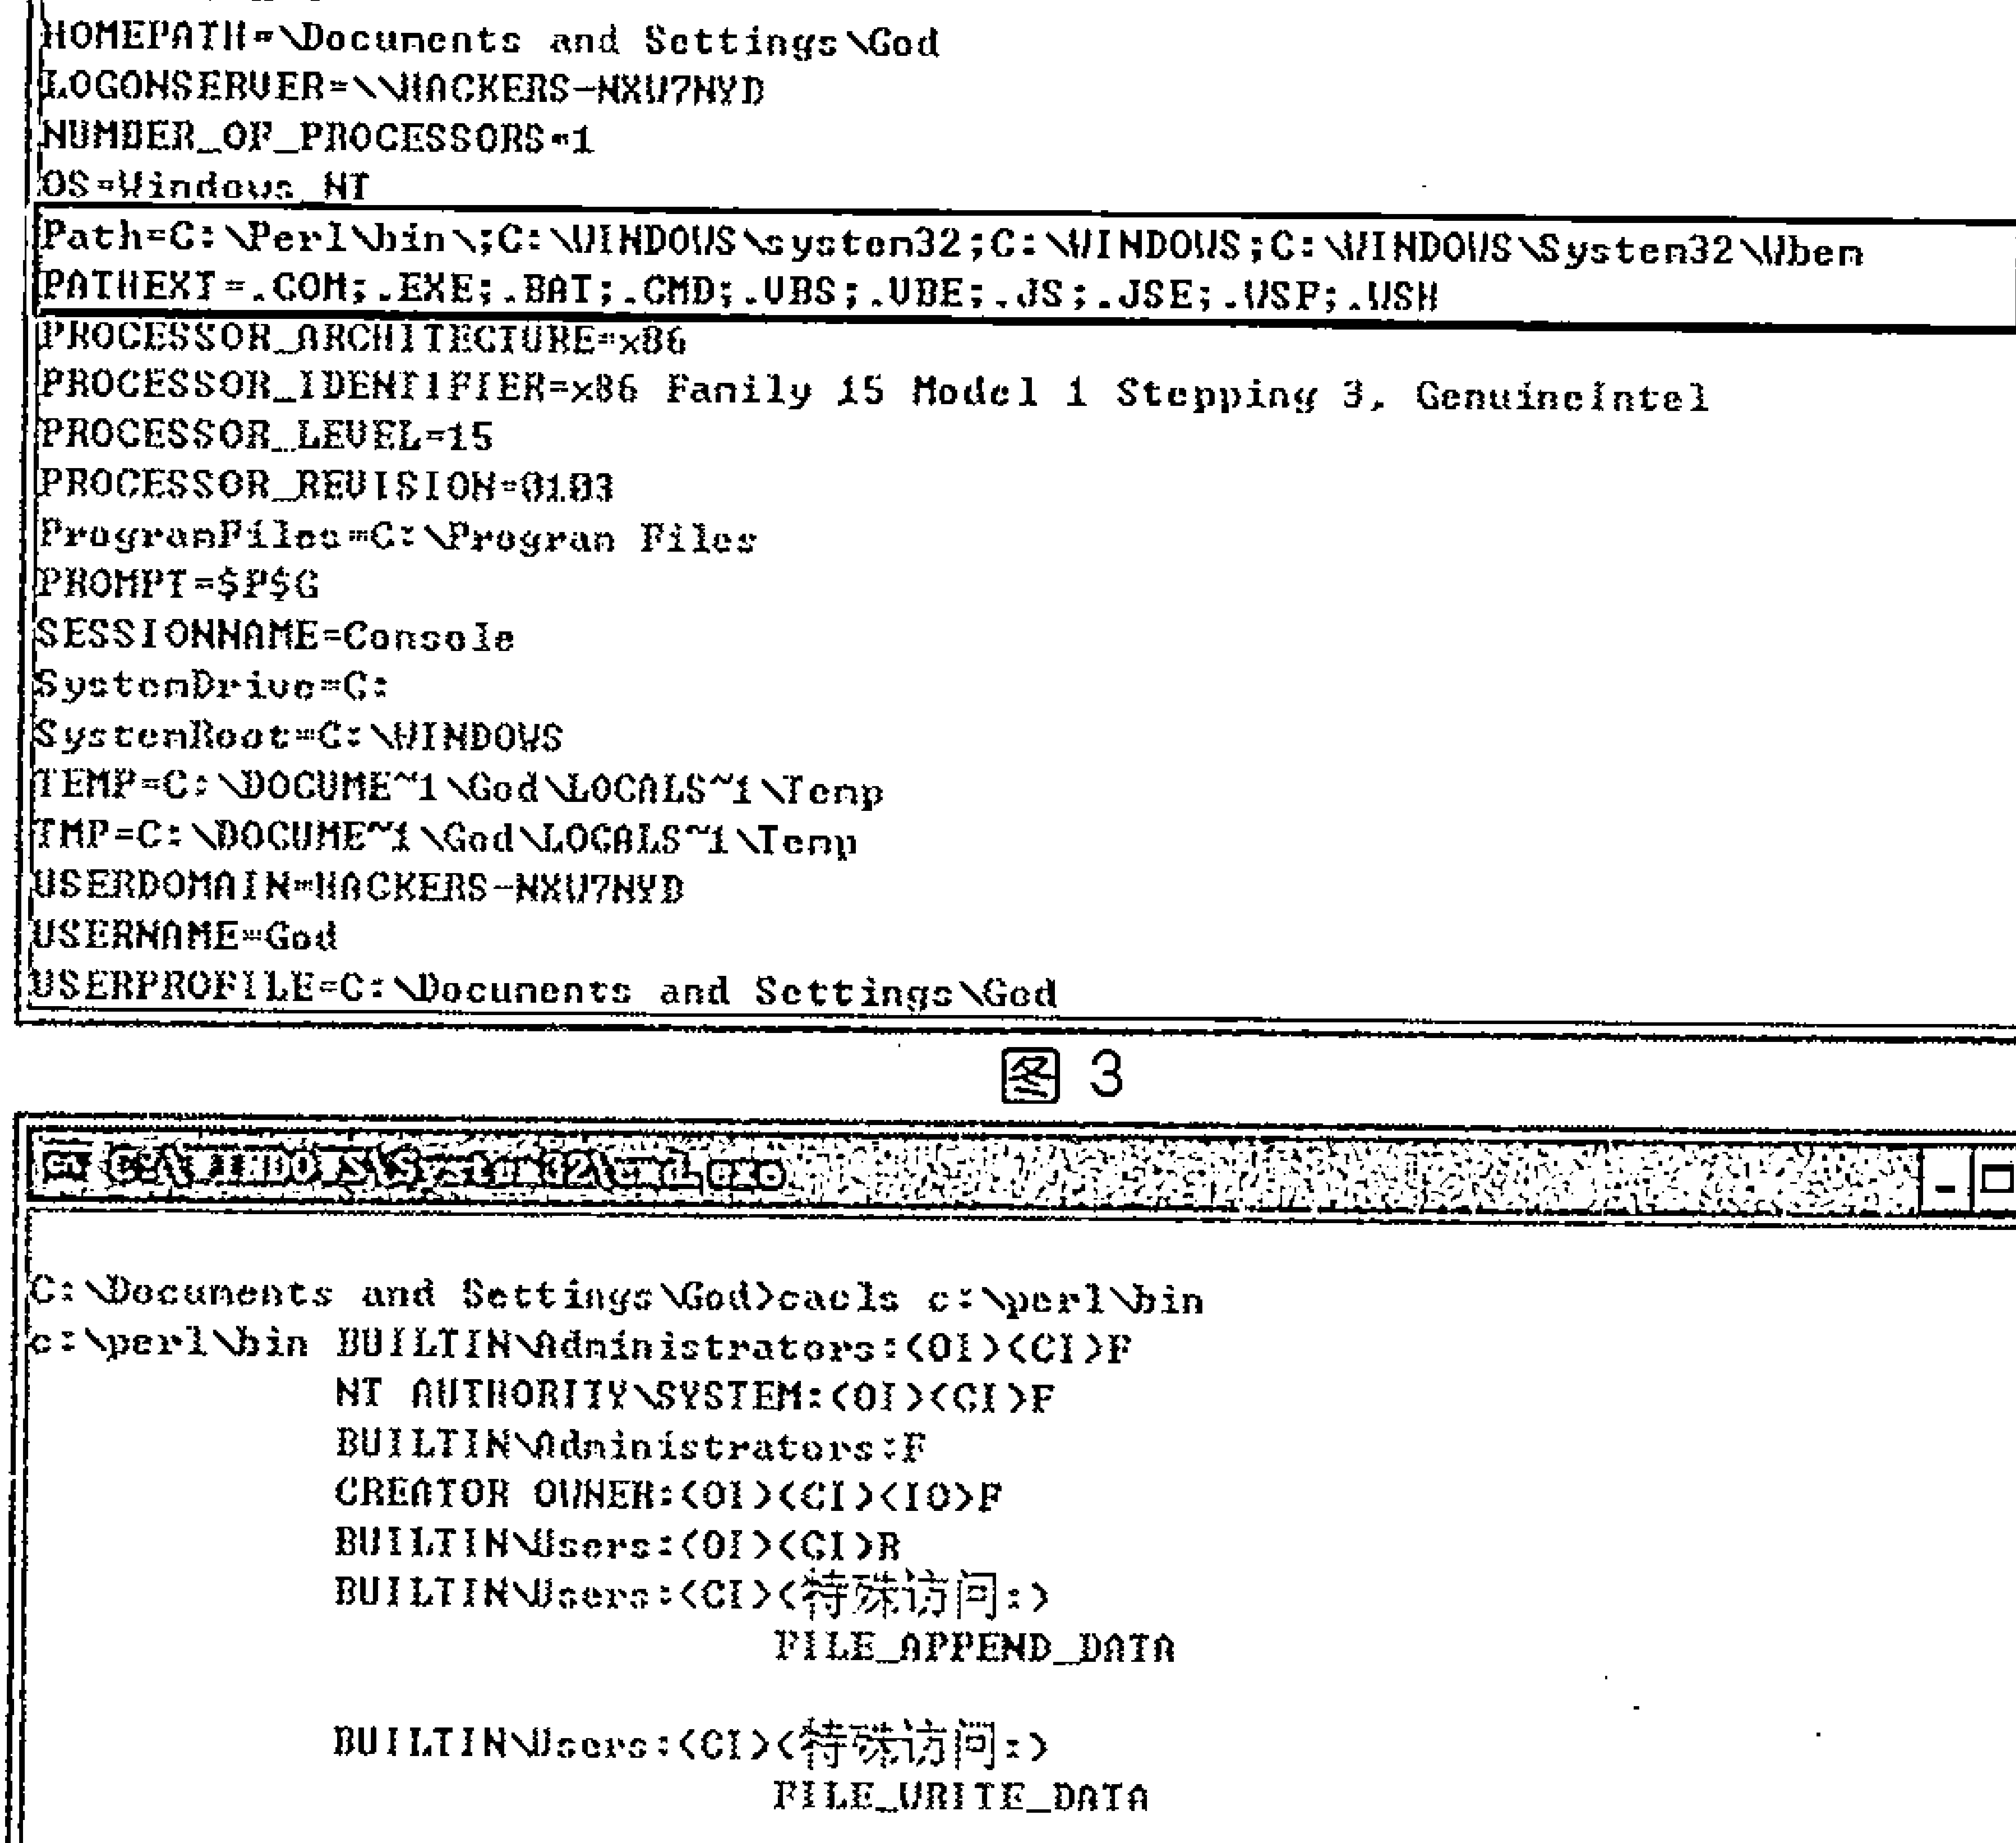 HOMEPATH=\Documents and Settings\God
LOGONSERVER=\\HACKERS-NXW7NYD
NUMBER_OF_PROCESSORS=1
OS=Windows_NT
Path=C:\Perl\bin\;C:\WINDOWS\system32;C:\WINDOWS;C:\WINDOWS\System32\Wbem
PATHEXT=.COM;.EXE;.BAT;.CMD;.VBS;.VBE;.JS;.JSE;.WSF;.WSH
PROCESSOR_ARCHITECTURE=x86
PROCESSOR_IDENTIFIER=x86 Family 15 Model 1 Stepping 3, GenuineIntel
PROCESSOR_LEVEL=15
PROCESSOR_REVISION=0103
ProgramFiles=C:\Program Files
PROMPT=$P$G
SESSIONNAME=Console
SystemDrive=C:
SystemRoot=C:\WINDOWS
TEMP=C:\DOCUME~1\God\LOCALS~1\Temp
TMP=C:\DOCUME~1\God\LOCALS~1\Temp
USERDOMAIN=HACKERS-NXW7NYD
USERNAME=God
USERPROFILE=C:\Documents and Settings\God
图 3
C:\WINDOWS\System32\cmd.exe
C:\Documents and Settings\God>cacls c:\perl\bin
c:\perl\bin BUILTIN\Administrators:(OI)(CI)F
NT AUTHORITY\SYSTEM:(OI)(CI)F
BUILTIN\Administrators:F
CREATOR OWNER:(OI)(CI)(IO)F
BUILTIN\Users:(OI)(CI)R
BUILTIN\Users:(CI)(特殊访问:)
FILE_APPEND_DATA
BUILTIN\Users:(CI)(特殊访问:)
FILE_WRITE_DATA